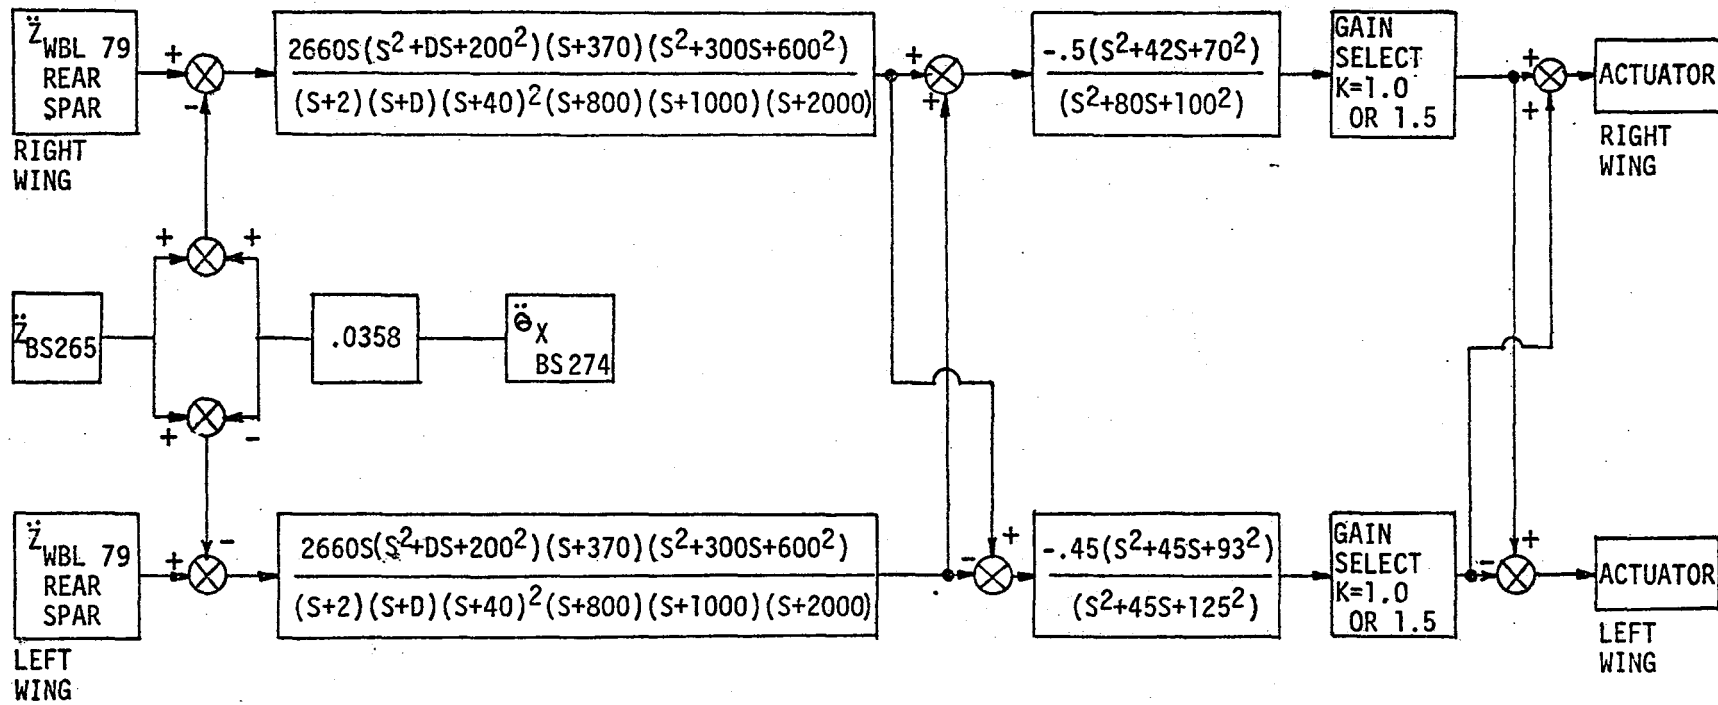 Z̈ WBL 79
REAR
SPAR
RIGHT
WING
+
-
2660S(S²+DS+200²)(S+370)(S²+300S+600²)
(S+2)(S+D)(S+40)²(S+800)(S+1000)(S+2000)
+
+
-.5(S²+42S+70²)
(S²+80S+100²)
GAIN
SELECT
K=1.0
OR 1.5
+
+
ACTUATOR
RIGHT
WING
+
+
Z̈BS265
.0358
Θ̈X
BS274
+
-
Z̈ WBL 79
REAR
SPAR
LEFT
WING
+
-
2660S(S²+DS+200²)(S+370)(S²+300S+600²)
(S+2)(S+D)(S+40)²(S+800)(S+1000)(S+2000)
-
+
-.45(S²+45S+93²)
(S²+45S+125²)
GAIN
SELECT
K=1.0
OR 1.5
-
+
ACTUATOR
LEFT
WING